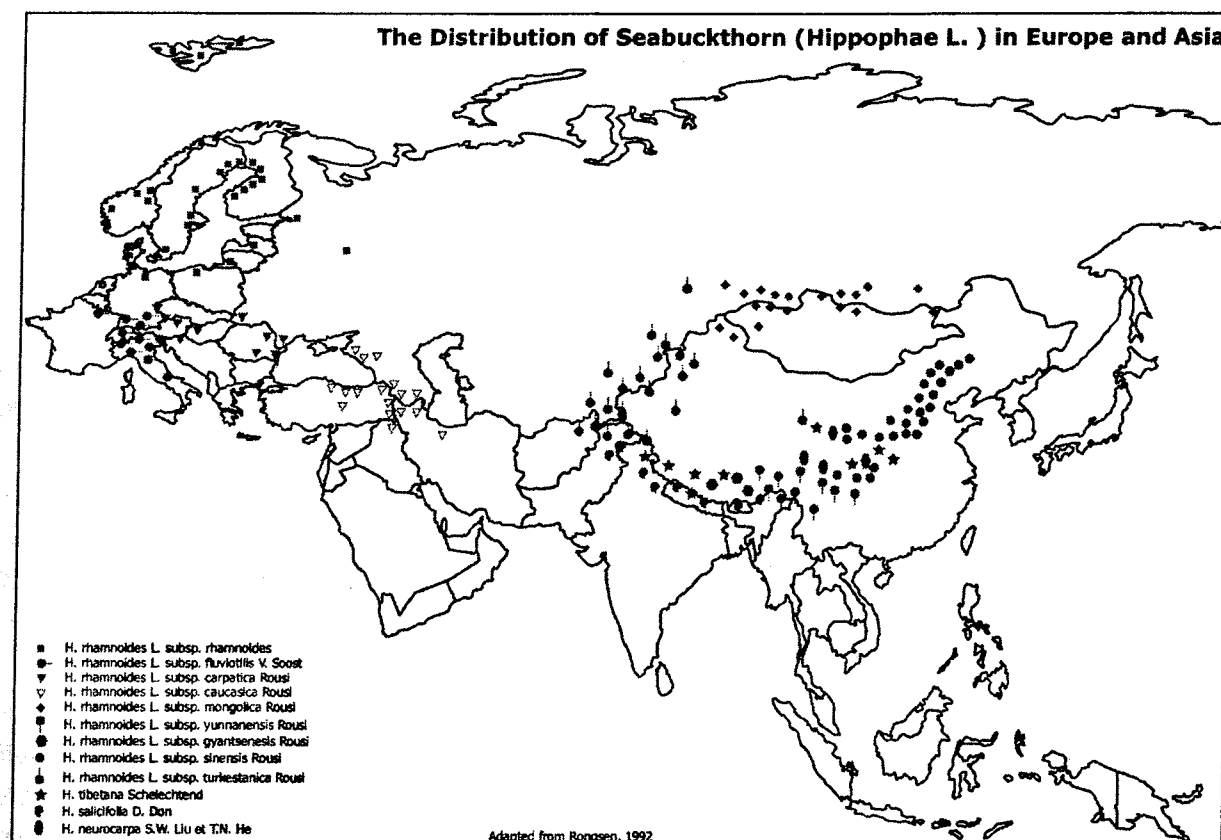 The Distribution of Seabuckthorn (Hippophae L. ) in Europe and Asia
H. rhamnoides L. subsp. rhamnoides
H. rhamnoides L. subsp. fluviotilis V. Soost
H. rhamnoides L. subsp. carpatica Rousi
H. rhamnoides L. subsp. caucasica Rousi
H. rhamnoides L. subsp. mongolica Rousi
H. rhamnoides L. subsp. yunnanensis Rousi
H. rhamnoides L. subsp. gyantsenesis Rousi
H. rhamnoides L. subsp. sinensis Rousi
H. rhamnoides L. subsp. turkestanica Rousi
H. tibetana Schelechtend
H. salicifolia D. Don
H. neurocarpa S.W. Liu et T.N. He
Adapted from Rongsen, 1992